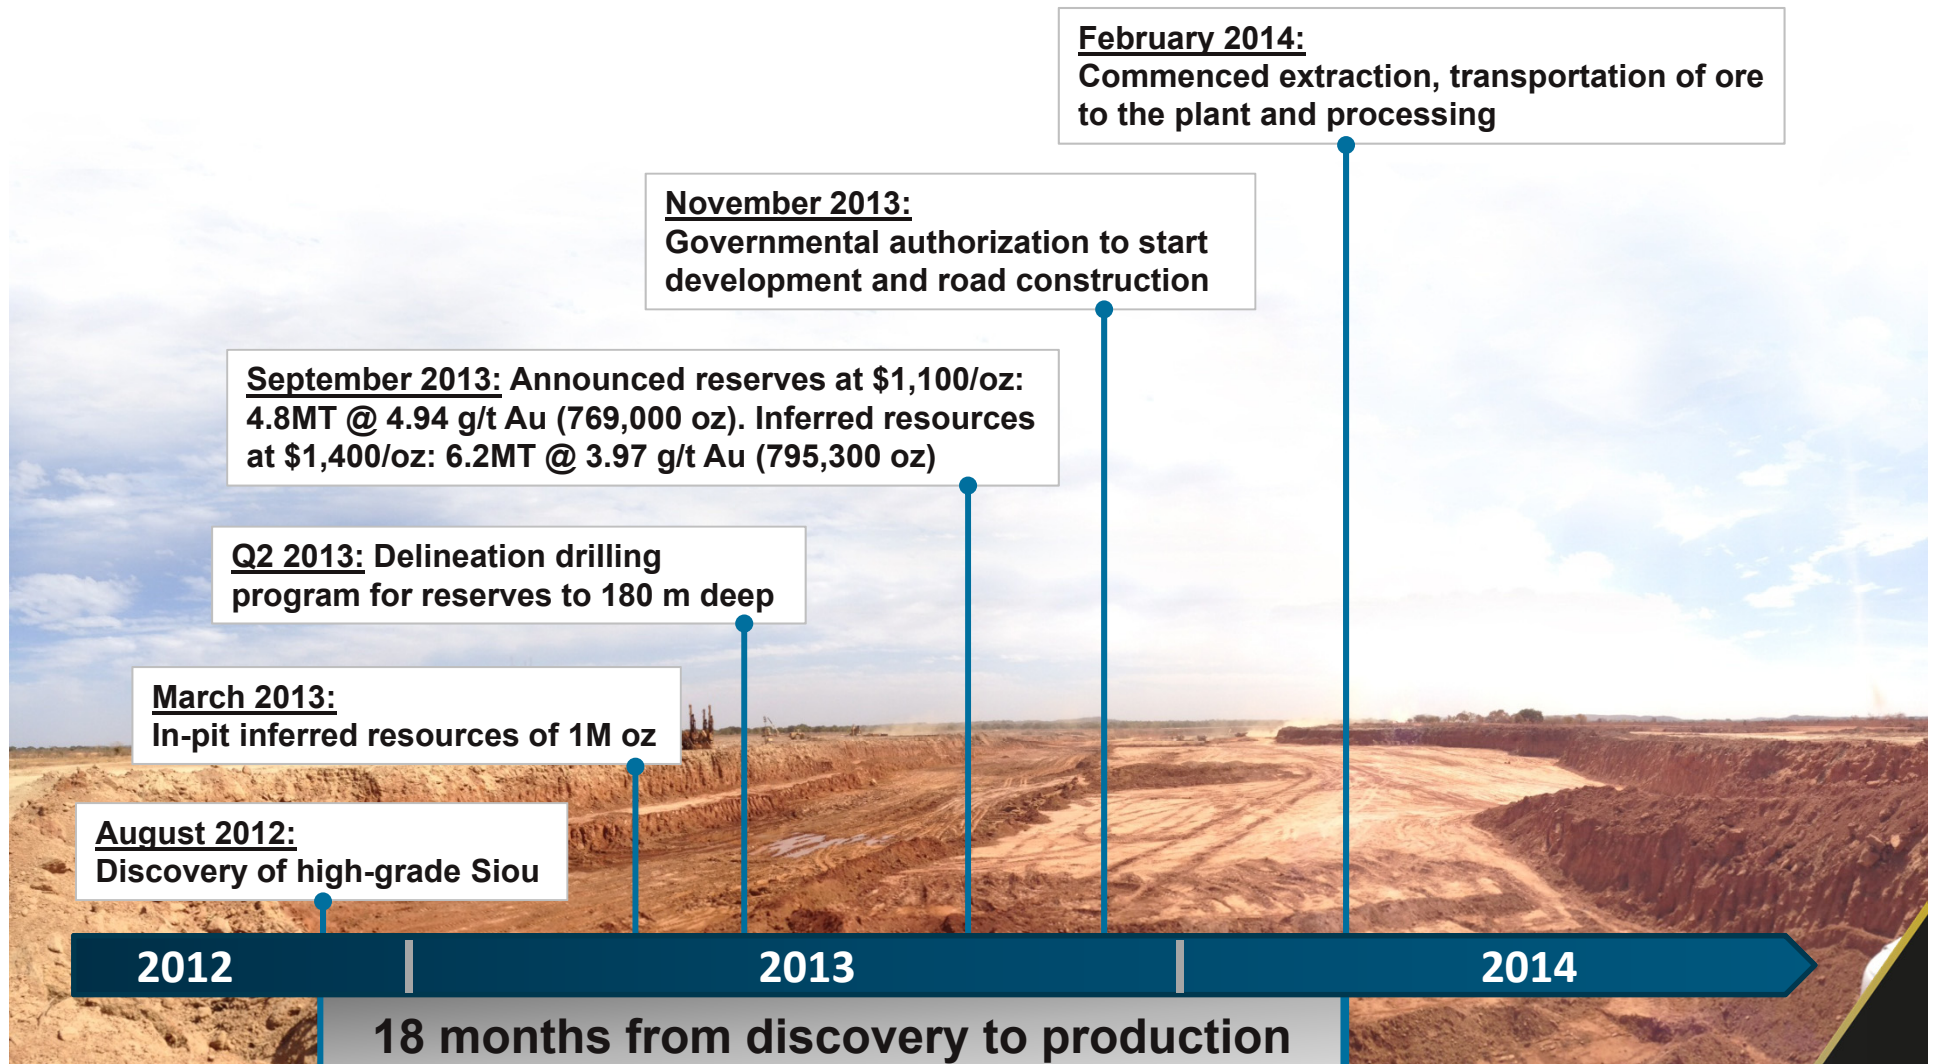 February 2014:
Commenced extraction, transportation of ore
to the plant and processing
November 2013:
Governmental authorization to start
development and road construction
September 2013: Announced reserves at $1,100/oz:
4.8MT @ 4.94 g/t Au (769,000 oz). Inferred resources
at $1,400/oz: 6.2MT @ 3.97 g/t Au (795,300 oz)
Q2 2013: Delineation drilling
program for reserves to 180 m deep
March 2013:
In-pit inferred resources of 1M oz
August 2012:
Discovery of high-grade Siou
2012 2013 2014
18 months from discovery to production